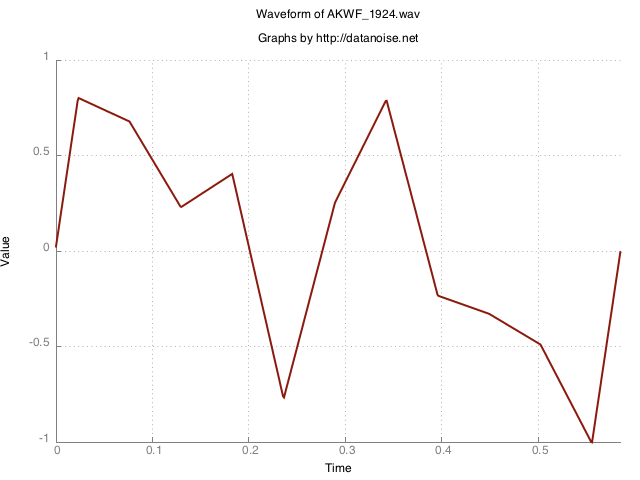 Waveform of AKWF_1924.wav
Graphs by http://datanoise.net
1
0.5
0
-0.5
-1
Value
0 0.1 0.2 0.3 0.4 0.5
Time